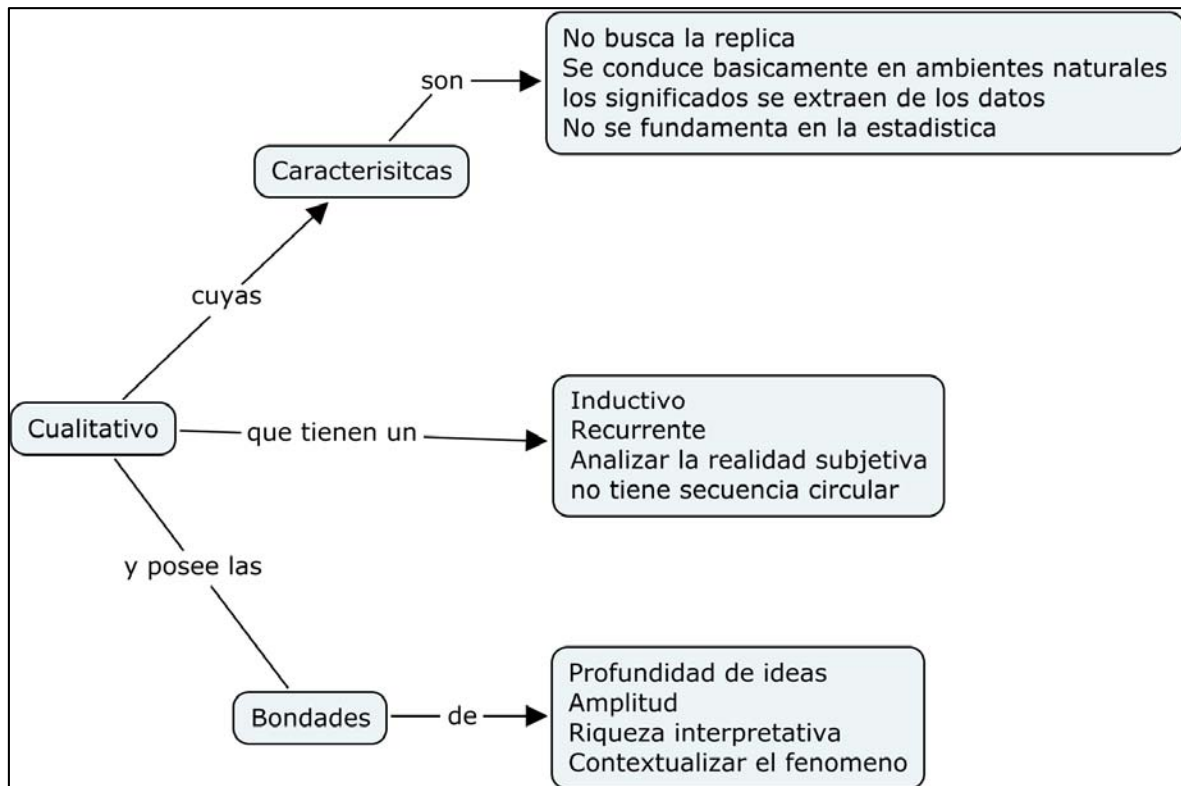 No busca la replica
Se conduce basicamente en ambientes naturales
los significados se extraen de los datos
No se fundamenta en la estadistica
son
Caracterisitcas
cuyas
Cualitativo
que tienen un
Inductivo
Recurrente
Analizar la realidad subjetiva
no tiene secuencia circular
y posee las
Bondades
de
Profundidad de ideas
Amplitud
Riqueza interpretativa
Contextualizar el fenomeno